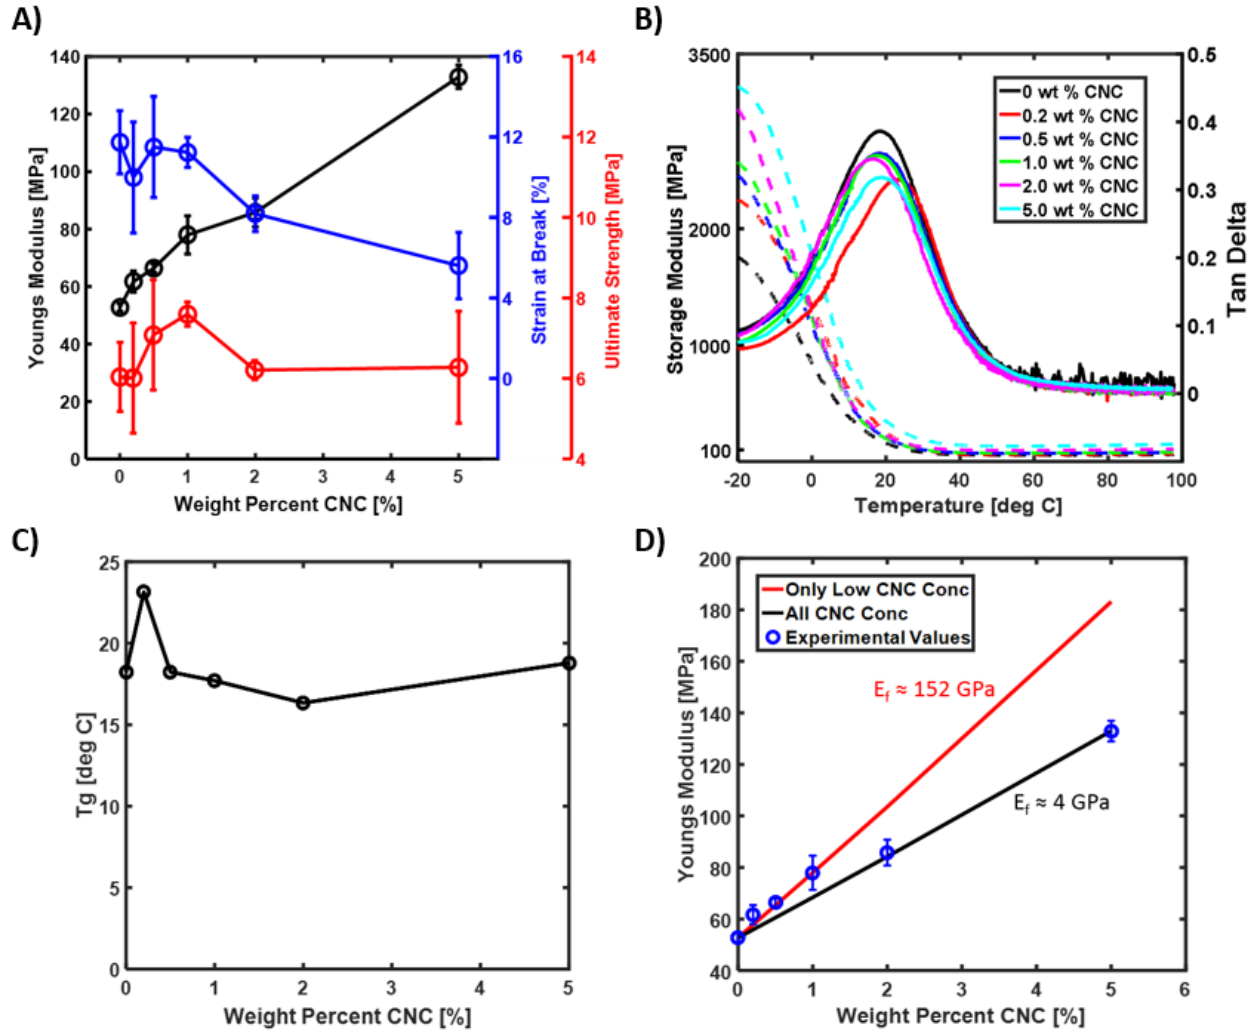 A)
140
120
100
80
60
40
20
0
Youngs Modulus [MPa]
0 1 2 3 4 5
Weight Percent CNC [%]
16
12
8
4
0
Strain at Break [%]
14
12
10
8
6
4
Ultimate Strength [MPa]
B)
3500
2000
1000
100
Storage Modulus [MPa]
0 wt % CNC
0.2 wt % CNC
0.5 wt % CNC
1.0 wt % CNC
2.0 wt % CNC
5.0 wt % CNC
0.5
0.4
0.3
0.2
0.1
0
Tan Delta
-20 0 20 40 60 80 100
Temperature [deg C]
C)
25
20
15
10
5
0
Tg [deg C]
0 1 2 3 4 5
Weight Percent CNC [%]
D)
200
180
160
140
120
100
80
60
40
Youngs Modulus [MPa]
Only Low CNC Conc
All CNC Conc
Experimental Values
Ef ≈ 152 GPa
Ef ≈ 4 GPa
0 1 2 3 4 5 6
Weight Percent CNC [%]